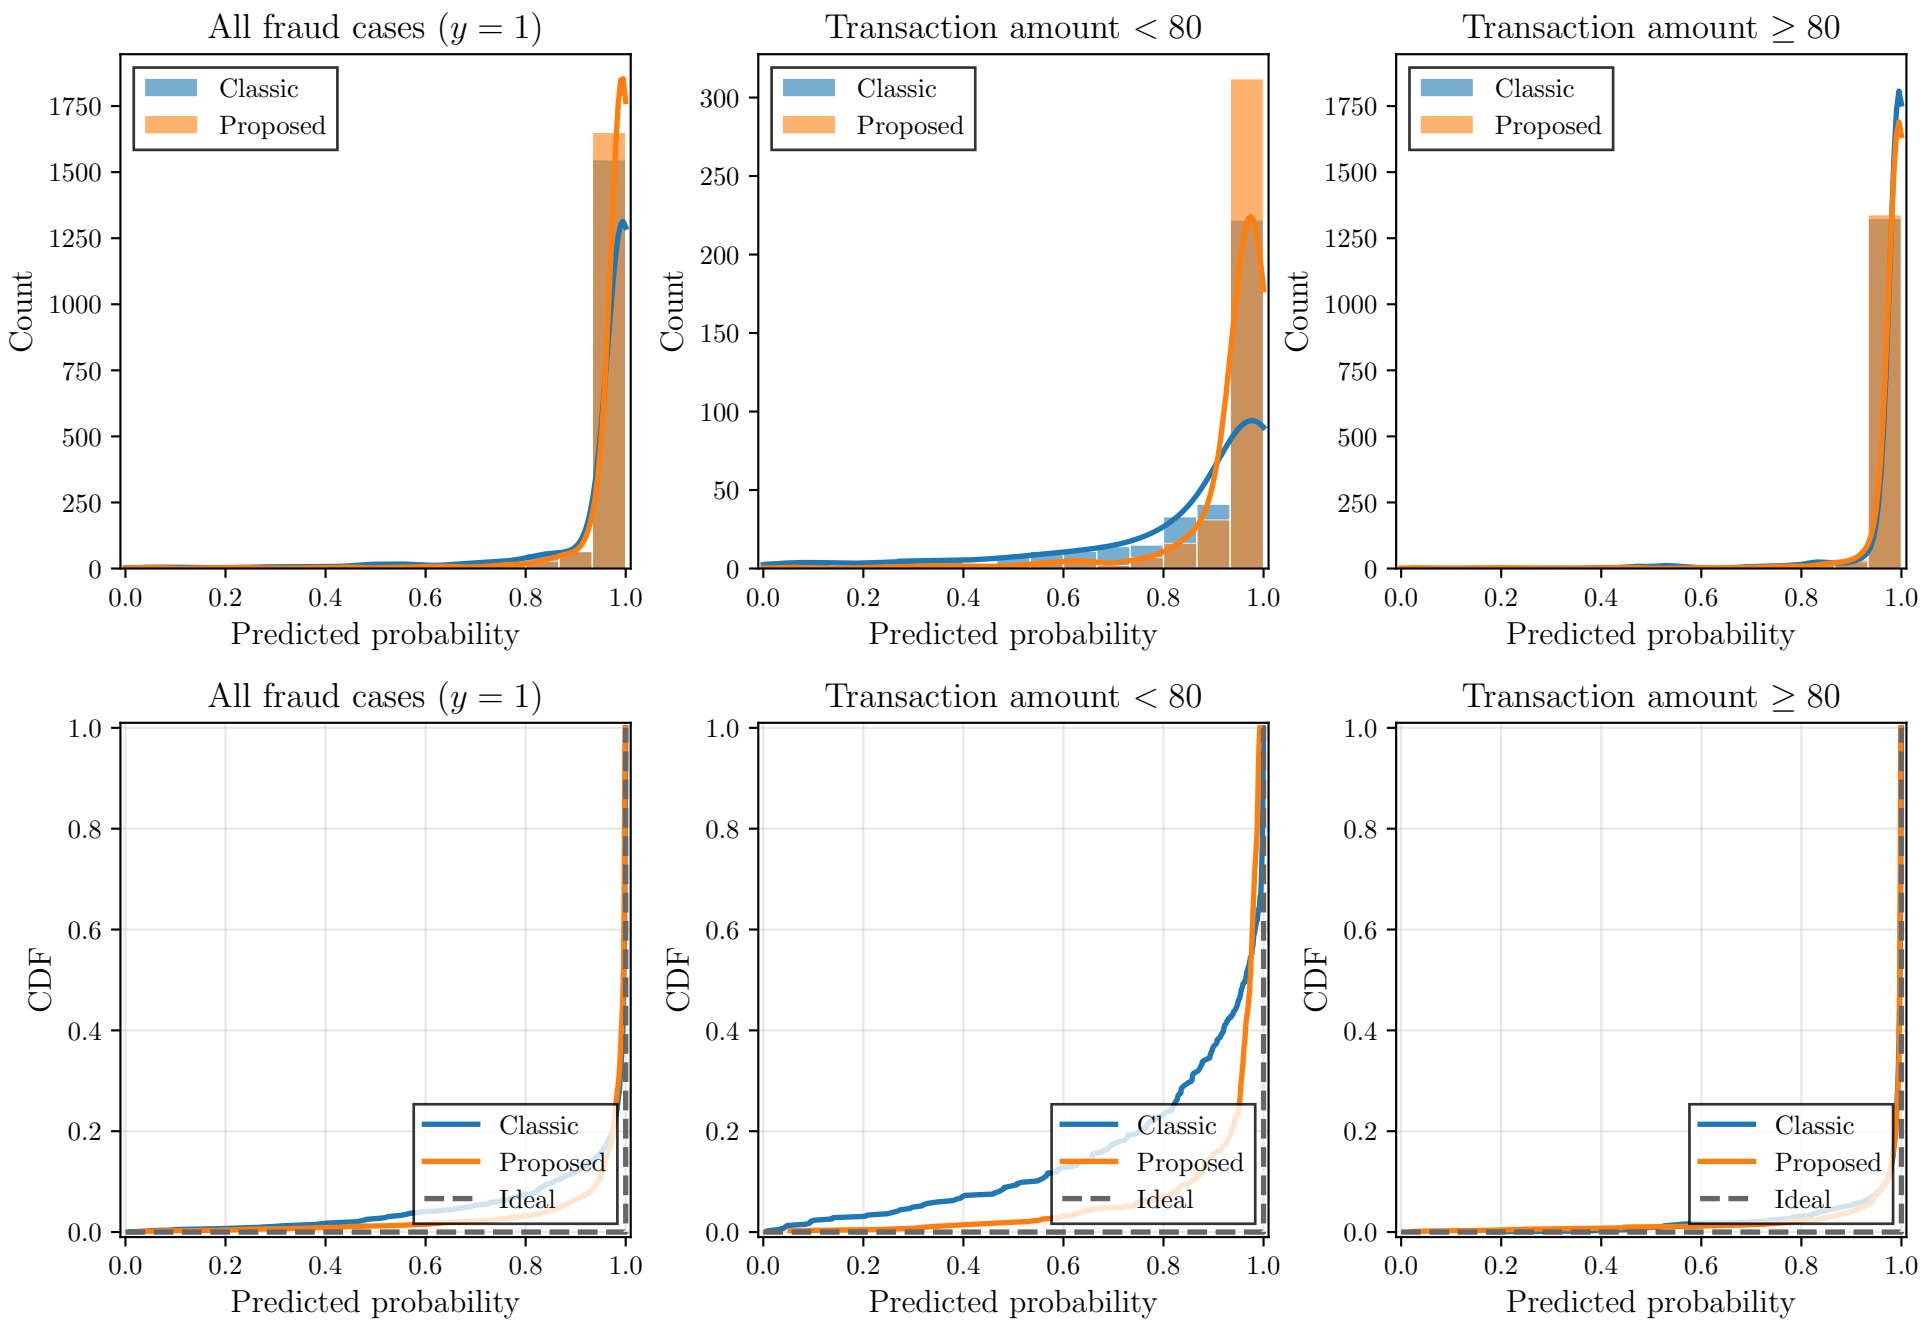 All fraud cases (y = 1)
Classic
Proposed
1750
1500
1250
1000
750
500
250
0
Count
0.0 0.2 0.4 0.6 0.8 1.0
Predicted probability
Transaction amount < 80
Classic
Proposed
300
250
200
150
100
50
0
Count
0.0 0.2 0.4 0.6 0.8 1.0
Predicted probability
Transaction amount ≥ 80
Classic
Proposed
1750
1500
1250
1000
750
500
250
0
Count
0.0 0.2 0.4 0.6 0.8 1.0
Predicted probability
All fraud cases (y = 1)
1.0
0.8
0.6
0.4
0.2
0.0
CDF
Classic
Proposed
Ideal
0.0 0.2 0.4 0.6 0.8 1.0
Predicted probability
Transaction amount < 80
1.0
0.8
0.6
0.4
0.2
0.0
CDF
Classic
Proposed
Ideal
0.0 0.2 0.4 0.6 0.8 1.0
Predicted probability
Transaction amount ≥ 80
1.0
0.8
0.6
0.4
0.2
0.0
CDF
Classic
Proposed
Ideal
0.0 0.2 0.4 0.6 0.8 1.0
Predicted probability